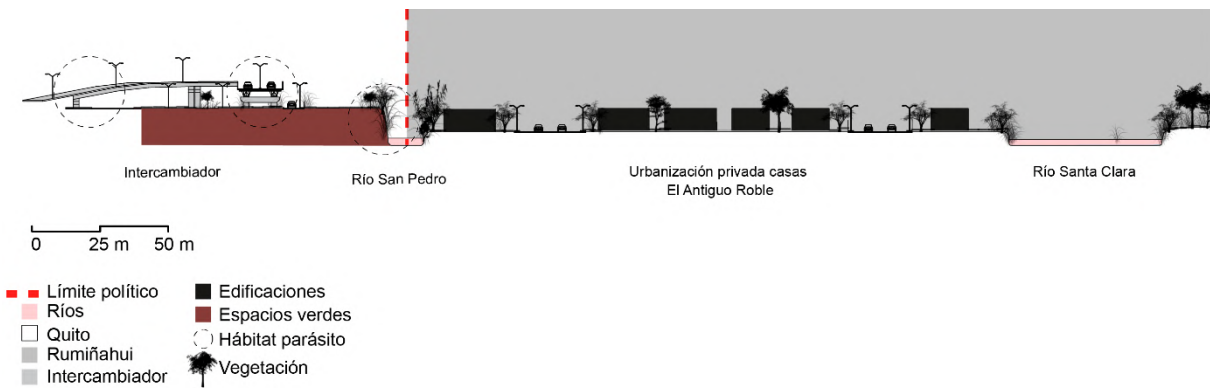 Intercambiador
Río San Pedro
Urbanización privada casas
El Antiguo Roble
Río Santa Clara
0 25 m 50 m
Límite político
Ríos
Quito
Rumiñahui
Intercambiador
Edificaciones
Espacios verdes
Hábitat parásito
Vegetación